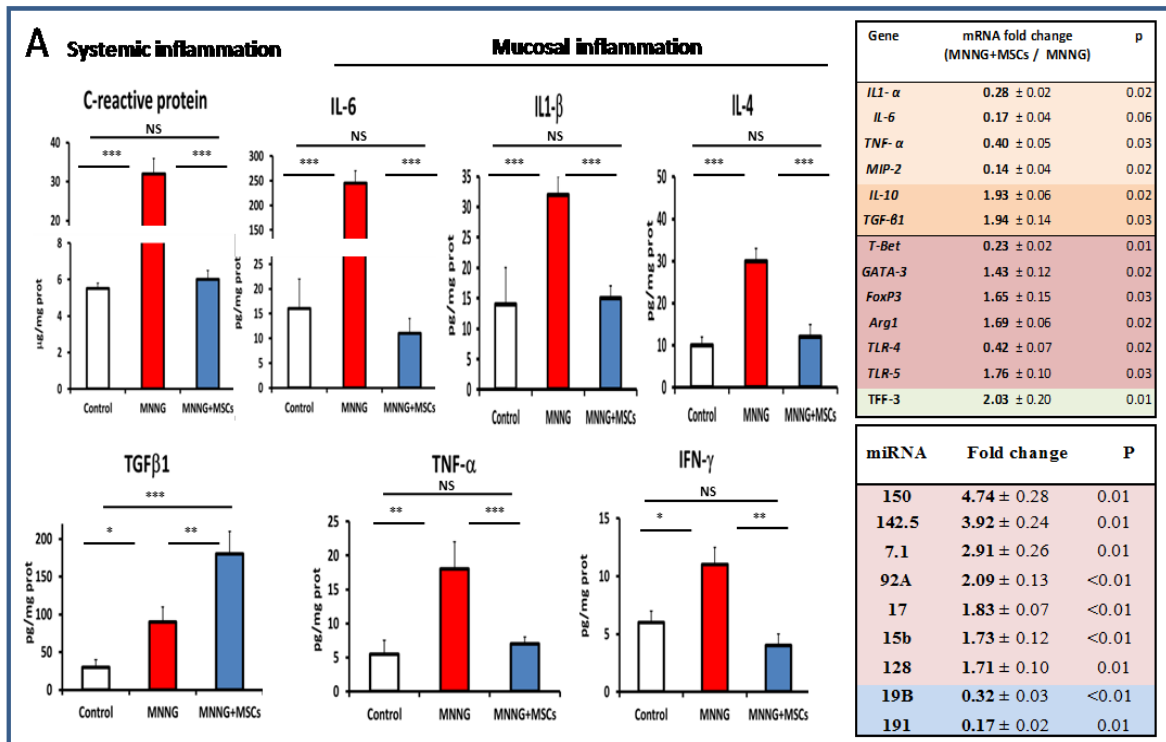 A Systemic inflammation Mucosal inflammation
C-reactive protein
NS
*** ***
40
30
20
8
6
4
2
0
µg/mg prot
Control MNNG MNNG+MSCs
IL-6
NS
*** ***
300
250
200
150
100
25
20
15
10
5
0
pg/mg prot
Control MNNG MNNG+MSCs
IL1-β
NS
*** ***
35
30
25
20
15
10
5
0
pg/mg prot
Control MNNG MNNG+MSCs
IL-4
NS
*** ***
50
40
30
20
10
0
pg/mg prot
Control MNNG MNNG+MSCs
TGFβ1
***
* **
200
150
100
50
0
pg/mg prot
Control MNNG MNNG+MSCs
TNF-α
NS
** ***
25
20
15
10
5
0
pg/mg prot
Control MNNG MNNG+MSCs
IFN-γ
NS
* **
15
10
5
0
pg/mg prot
Control MNNG MNNG+MSCs
Gene mRNA fold change p
(MNNG+MSCs / MNNG)
IL1- α 0.28 ± 0.02 0.02
IL-6 0.17 ± 0.04 0.06
TNF- α 0.40 ± 0.05 0.03
MIP-2 0.14 ± 0.04 0.02
IL-10 1.93 ± 0.06 0.02
TGF-β1 1.94 ± 0.14 0.03
T-Bet 0.23 ± 0.02 0.01
GATA-3 1.43 ± 0.12 0.02
FoxP3 1.65 ± 0.15 0.03
Arg1 1.69 ± 0.06 0.02
TLR-4 0.42 ± 0.07 0.02
TLR-5 1.76 ± 0.10 0.03
TFF-3 2.03 ± 0.20 0.01
miRNA Fold change P
150 4.74 ± 0.28 0.01
142.5 3.92 ± 0.24 0.01
7.1 2.91 ± 0.26 0.01
92A 2.09 ± 0.13 <0.01
17 1.83 ± 0.07 <0.01
15b 1.73 ± 0.12 <0.01
128 1.71 ± 0.10 0.01
19B 0.32 ± 0.03 <0.01
191 0.17 ± 0.02 0.01